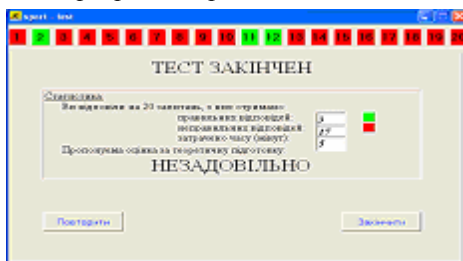 sport - test
1 2 3 4 5 6 7 8 9 10 11 12 13 14 15 16 17 18 19 20
ТЕСТ ЗАКІНЧЕН
Статистика
Ви відповіли на 20 запитань, з них отримано:
правильних відповідей: 3
неправильних відповідей: 17
затрачено часу (минут): 5
Пропонуєма оцінка за теоретичну підготовку:
НЕЗАДОВІЛЬНО
Повторити
Закінчити